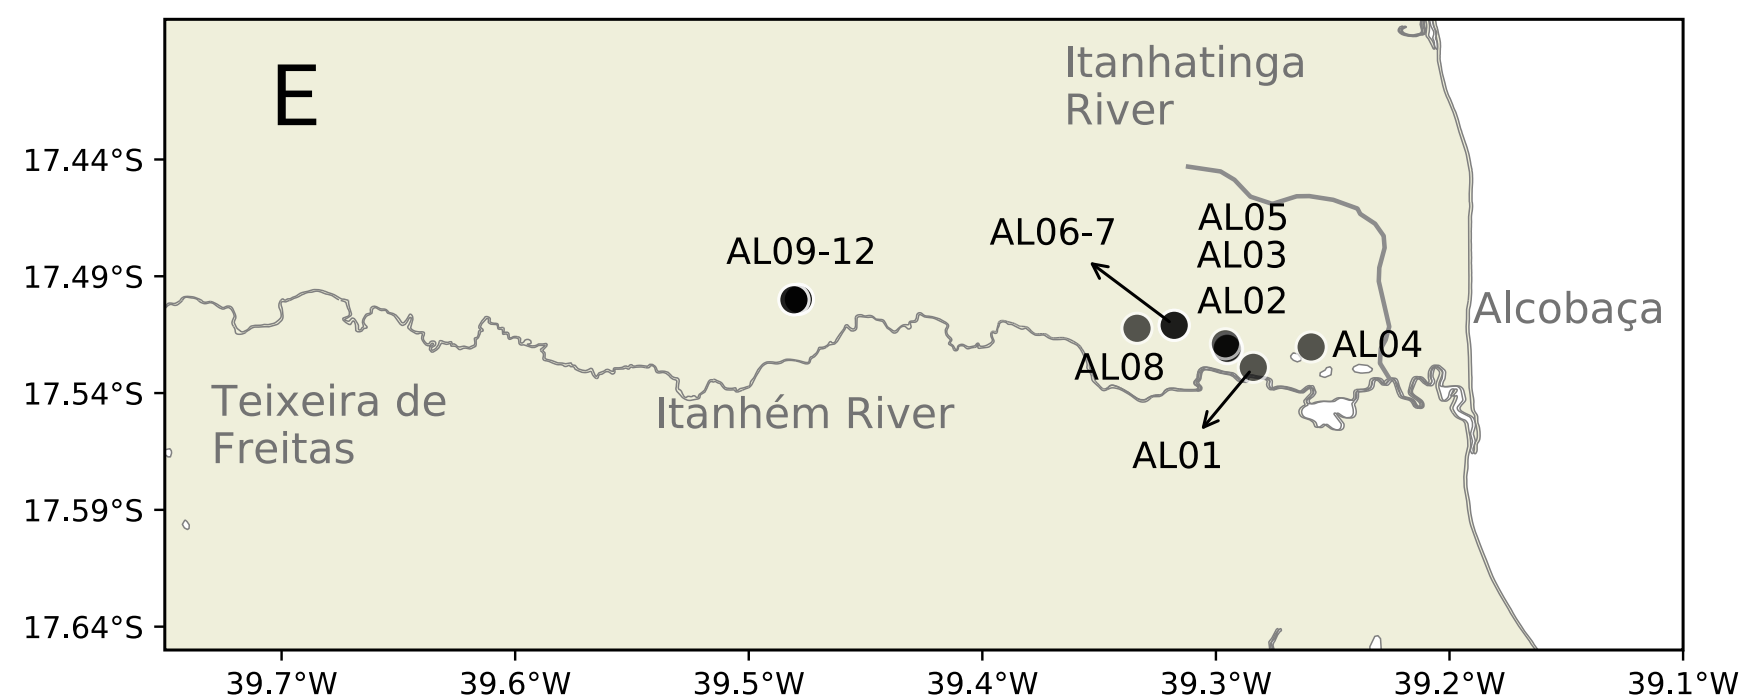 E
Itanhatinga
River
17.44°S
AL05
AL06-7
AL03
AL09-12
17.49°S
AL02
Alcobaça
AL04
AL08
17.54°S
Teixeira de
Freitas
Itanhém River
AL01
17.59°S
17.64°S
39.7°W 39.6°W 39.5°W 39.4°W 39.3°W 39.2°W 39.1°W